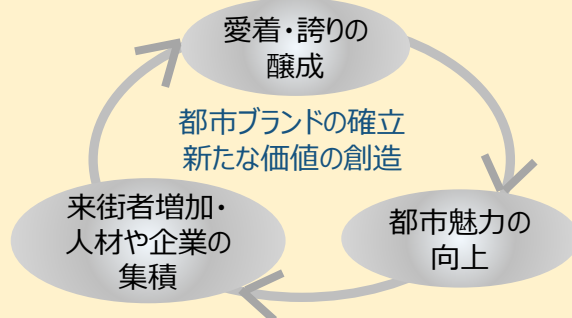 愛着・誇りの
醸成
都市ブランドの確立
新たな価値の創造
来街者増加・
人材や企業の
集積
都市魅力の
向上